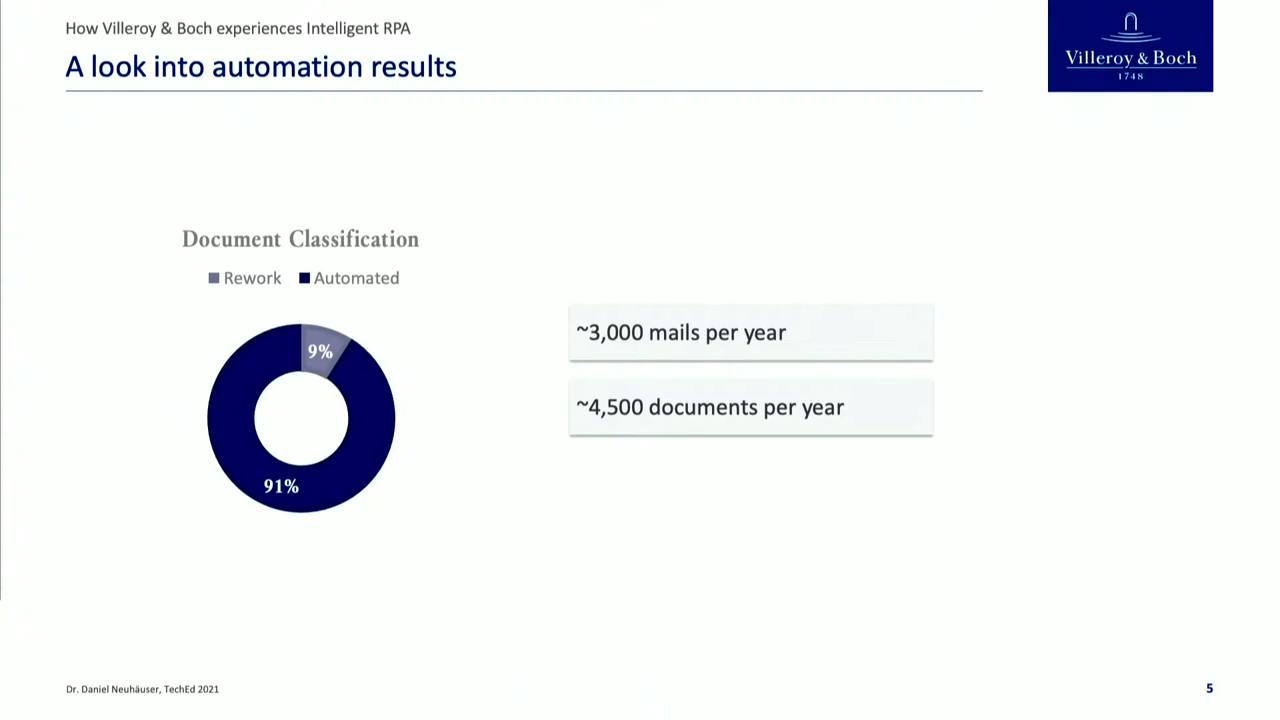 How Villeroy & Boch experiences Intelligent RPA
A look into automation results
Villeroy & Boch
1748
Document Classification
Rework Automated
9%
91%
~3,000 mails per year
~4,500 documents per year
Dr. Daniel Neuhäuser, TechEd 2021
5